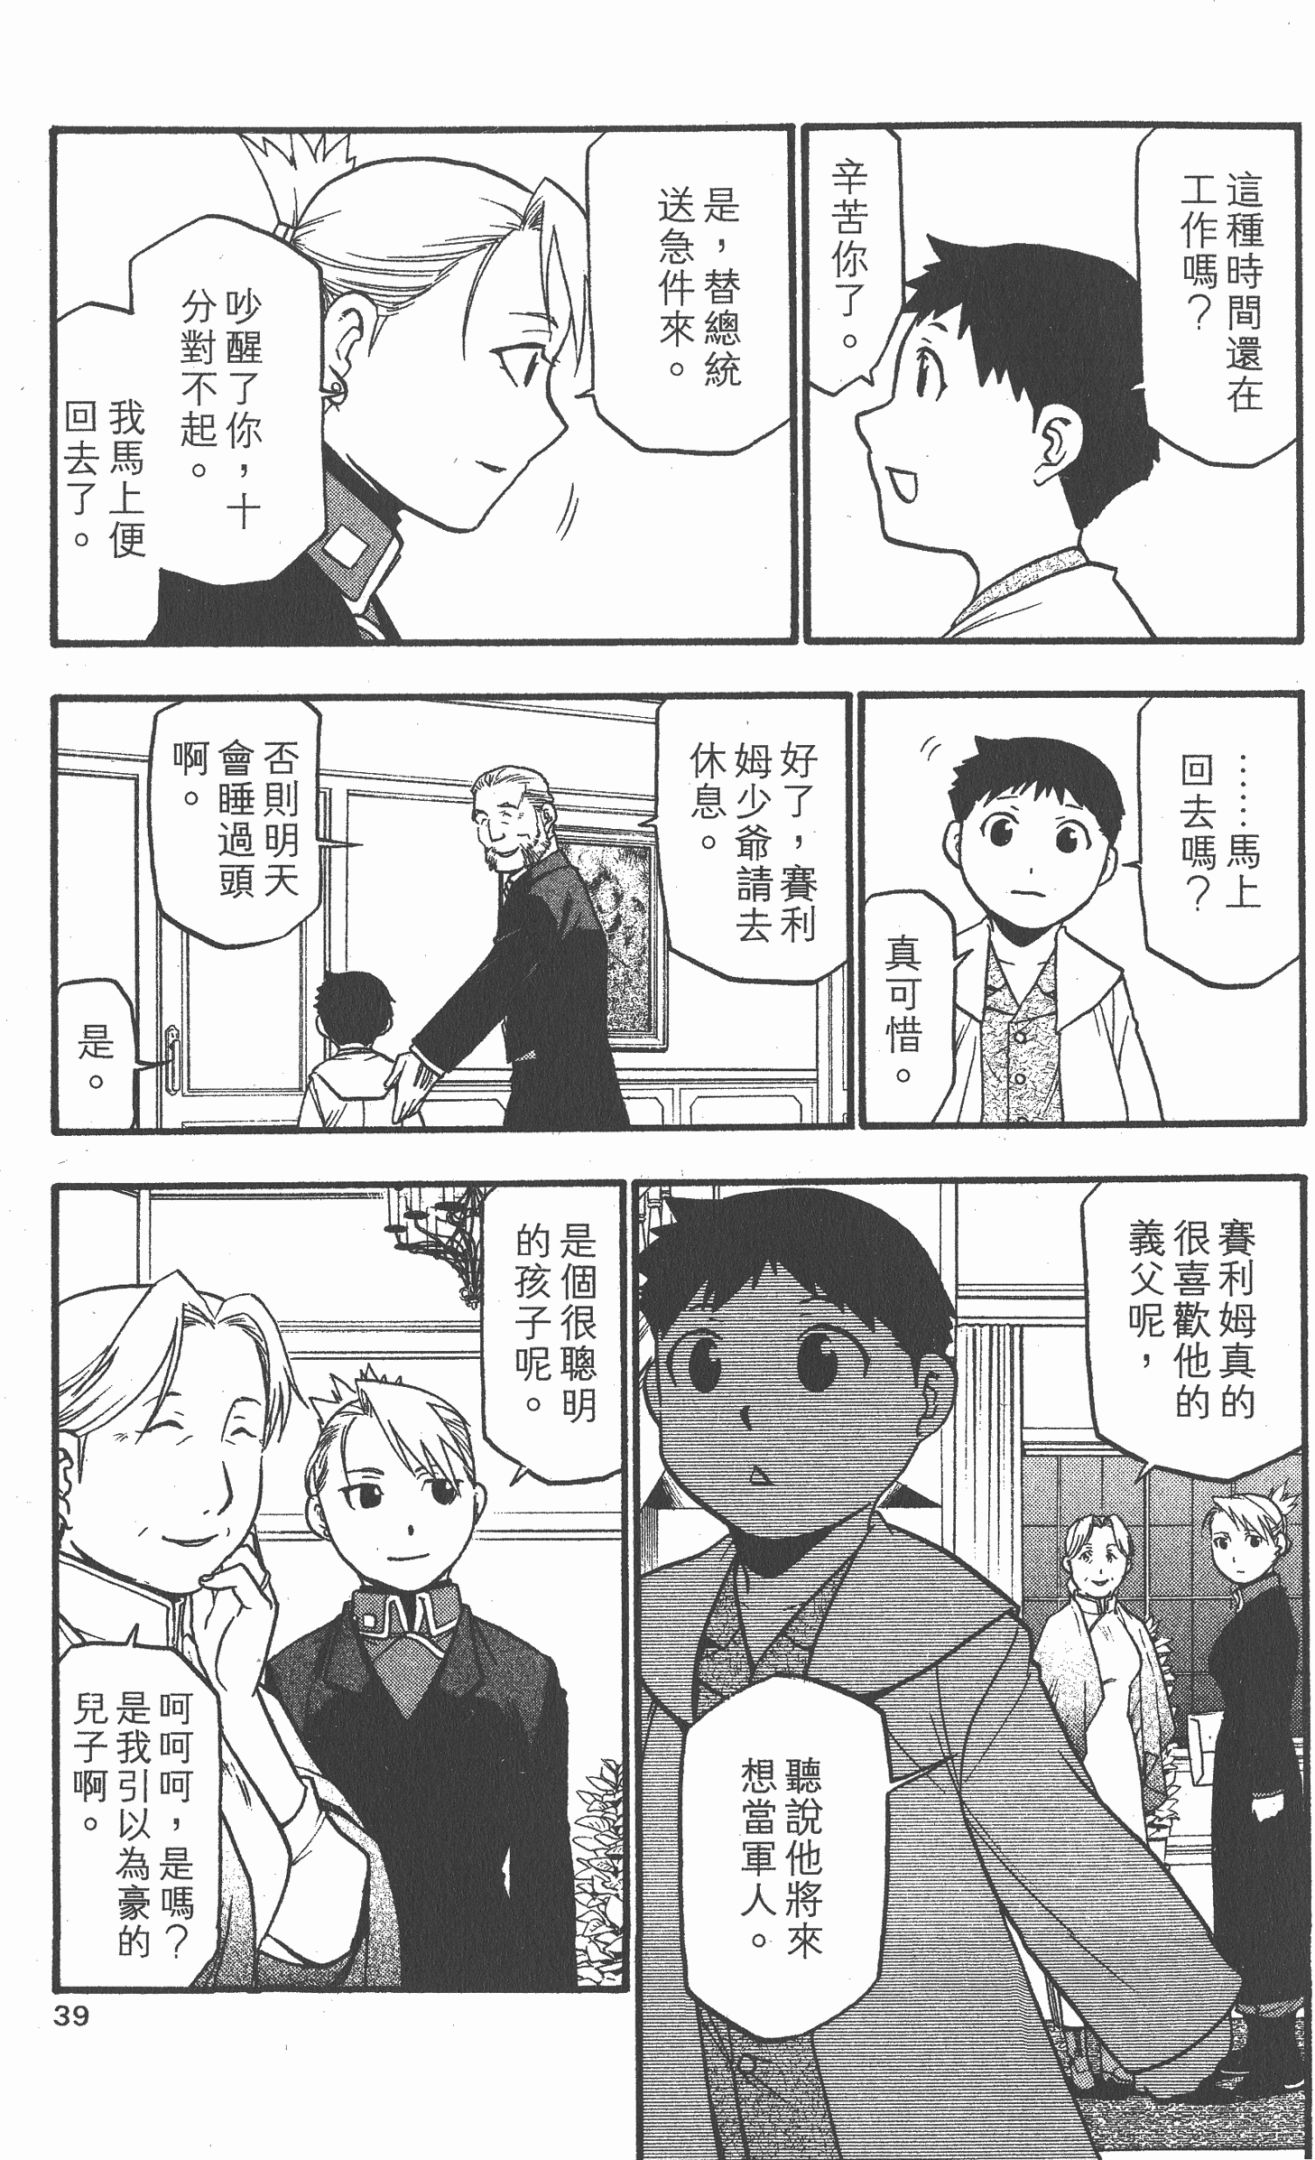 這種時間還在
工作嗎？
辛苦你了。
是，替總統
送急件來。
吵醒了你，十
分對不起。
我馬上便
回去了。
……馬上
回去嗎？
真可惜。
好了，賽利
姆少爺請去
休息。
否則明天
會睡過頭
啊。
是。
賽利姆真的
很喜歡他的
義父呢，
聽說他將來
想當軍人。
是個很聰明
的孩子呢。
呵呵呵，是嗎？
是我引以為豪的
兒子啊。
39